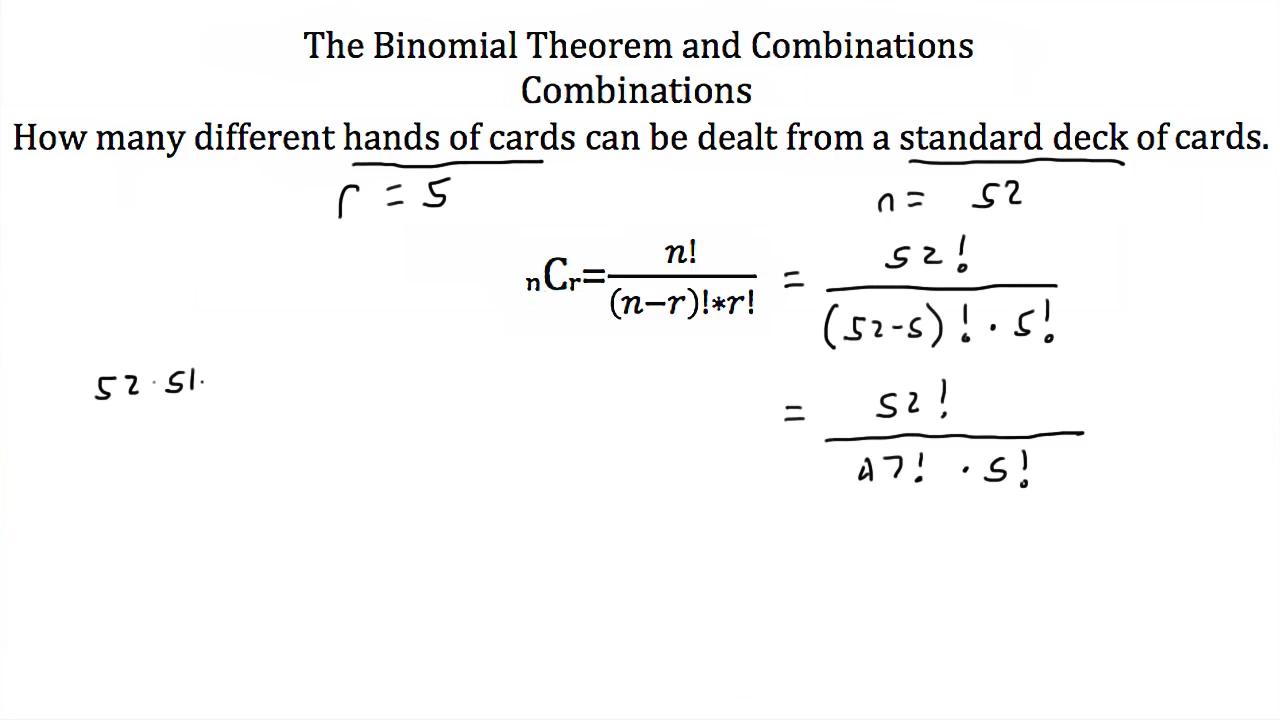 The Binomial Theorem and Combinations
Combinations
How many different hands of cards can be dealt from a standard deck of cards.
r = 5
n = 52
nCr = n! / (n−r)!*r! = 52! / (52-5)! · 5!
52 · 51 ·
= 52! / 47! · 5!